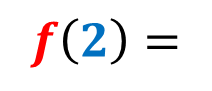 f(2) =